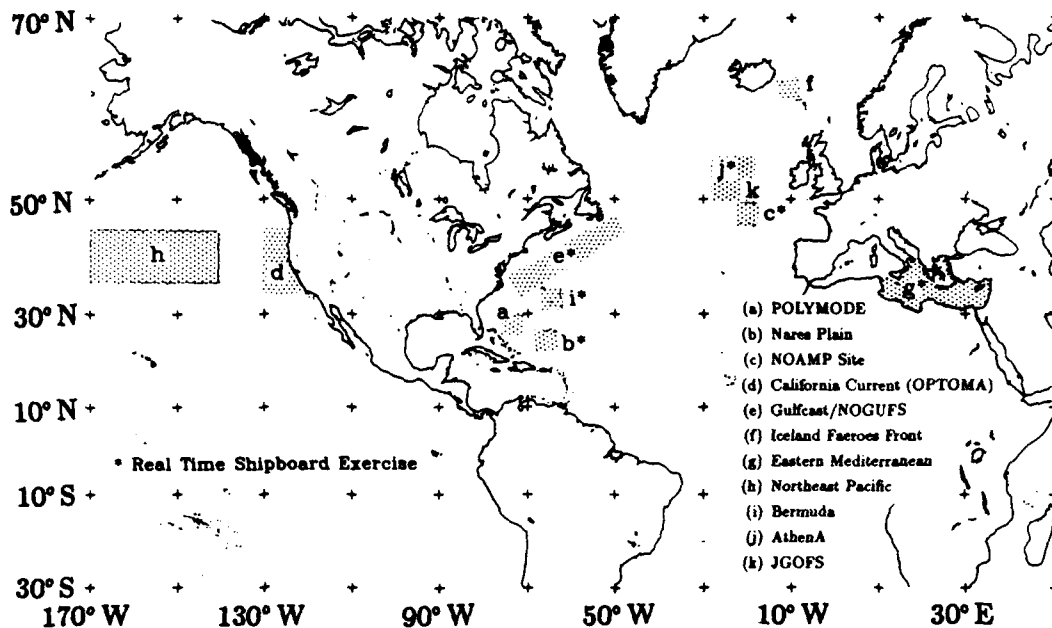 70° N
f
j*
k
50° N
c*
e*
h
d
g*
i*
(a) POLYMODE
30° N
a
(b) Nares Plain
b*
(c) NOAMP Site
(d) California Current (OPTOMA)
10° N
(e) Gulfcast/NOGUFS
(f) Iceland Faeroes Front
* Real Time Shipboard Exercise
(g) Eastern Mediterranean
(h) Northeast Pacific
10° S
(i) Bermuda
(j) AthenA
(k) JGOFS
30° S
170° W 130° W 90° W 50° W 10° W 30° E